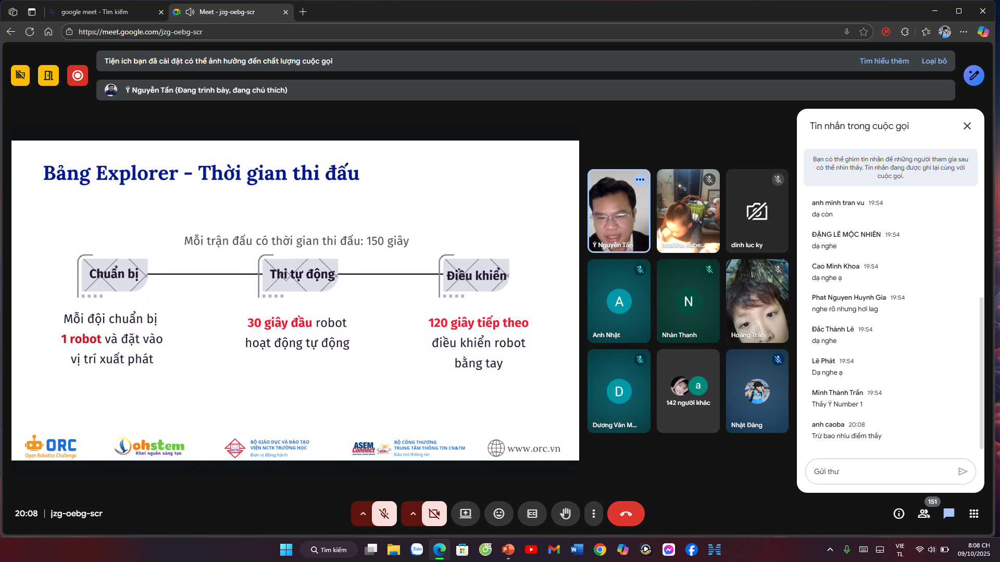 google meet - Tìm kiếm
Meet - jzg-oebg-scr
https://meet.google.com/jzg-oebg-scr
Tiện ích bạn đã cài đặt có thể ảnh hưởng đến chất lượng cuộc gọi
Tìm hiểu thêm
Loại bỏ
Ý Nguyễn Tấn (Đang trình bày, đang chú thích)
Bảng Explorer - Thời gian thi đấu
Mỗi trận đấu có thời gian thi đấu: 150 giây
Chuẩn bị
Thi tự động
Điều khiển
Mỗi đội chuẩn bị
1 robot và đặt vào
vị trí xuất phát
30 giây đầu robot
hoạt động tự động
120 giây tiếp theo
điều khiển robot
bằng tay
ORC
Open Robotics Challenge
ohstem
Khơi nguồn sáng tạo
NCTK
BỘ GIÁO DỤC VÀ ĐÀO TẠO
VIỆN NCTK TRƯỜNG HỌC
Đơn vị đồng hành
ASEM
Connect
BỘ CÔNG THƯƠNG
TRUNG TÂM THÔNG TIN CN&TM
Bảo trợ thông tin
www.orc.vn
Ý Nguyễn Tấn
hoaithu Asbe...
dinh luc ky
A
Anh Nhật
N
Nhàn Thanh
Hoàng Trần
D
Dương Văn M...
a
142 người khác
Nhật Đăng
Tin nhắn trong cuộc gọi
Bạn có thể ghim tin nhắn để những người tham gia sau
có thể nhìn thấy. Tin nhắn đang được ghi lại cùng với
cuộc gọi.
anh minh tran vu 19:54
dạ còn
ĐẶNG LÊ MỘC NHIÊN 19:54
dạ nghe
Cao Minh Khoa 19:54
dạ nghe ạ
Phat Nguyen Huynh Gia 19:54
nghe rõ nhưng hơi lag
Đắc Thành Lê 19:54
dạ nghe
Lê Phát 19:54
Dạ nghe ạ
Minh Thành Trần 19:54
Thầy Ý Number 1
anh caoba 20:08
Trừ bao nhiu điểm thầy
Gửi thư
20:08 | jzg-oebg-scr
151
Tìm kiếm
Zalo
VIE
TL
8:08 CH
09/10/2025